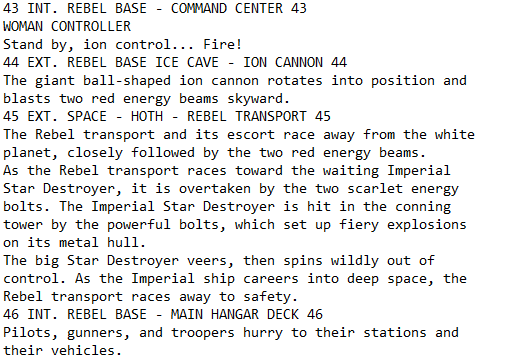 43 INT. REBEL BASE - COMMAND CENTER 43
WOMAN CONTROLLER
Stand by, ion control... Fire!
44 EXT. REBEL BASE ICE CAVE - ION CANNON 44
The giant ball-shaped ion cannon rotates into position and
blasts two red energy beams skyward.
45 EXT. SPACE - HOTH - REBEL TRANSPORT 45
The Rebel transport and its escort race away from the white
planet, closely followed by the two red energy beams.
As the Rebel transport races toward the waiting Imperial
Star Destroyer, it is overtaken by the two scarlet energy
bolts. The Imperial Star Destroyer is hit in the conning
tower by the powerful bolts, which set up fiery explosions
on its metal hull.
The big Star Destroyer veers, then spins wildly out of
control. As the Imperial ship careers into deep space, the
Rebel transport races away to safety.
46 INT. REBEL BASE - MAIN HANGAR DECK 46
Pilots, gunners, and troopers hurry to their stations and
their vehicles.